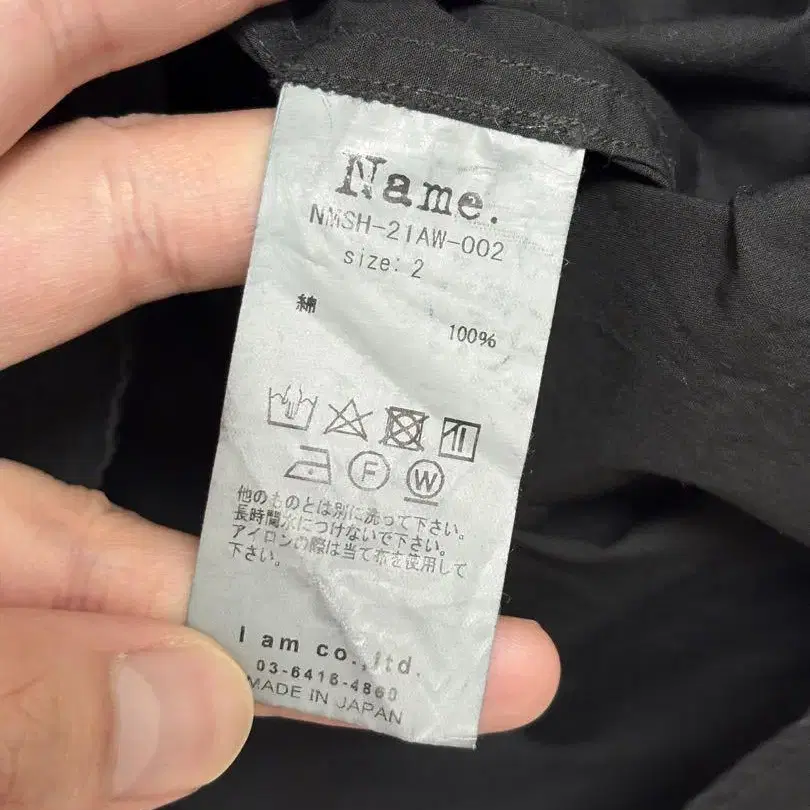 Name.
NMSH-21AW-002
size: 2
綿
100%
F W
他のものとは別に洗って下さい。
長時間水につけないで下さい。
アイロンの際は当て布を使用して
下さい。
I am co.,ltd.
03-6416-4860
MADE IN JAPAN